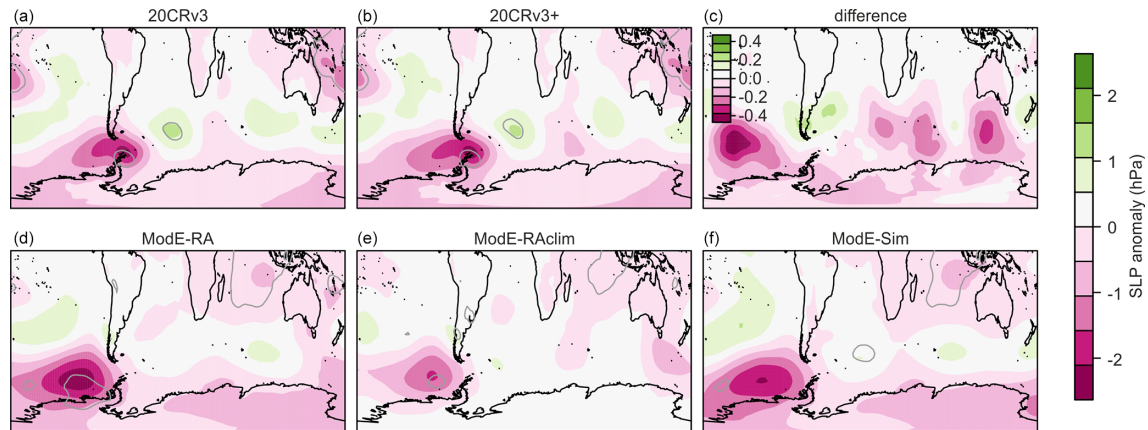 (a) 20CRv3
(b) 20CRv3+
(c) difference
0.4
0.2
0.0
-0.2
-0.4
(d) ModE-RA
(e) ModE-RAclim
(f) ModE-Sim
2
1
0
-1
-2
SLP anomaly (hPa)